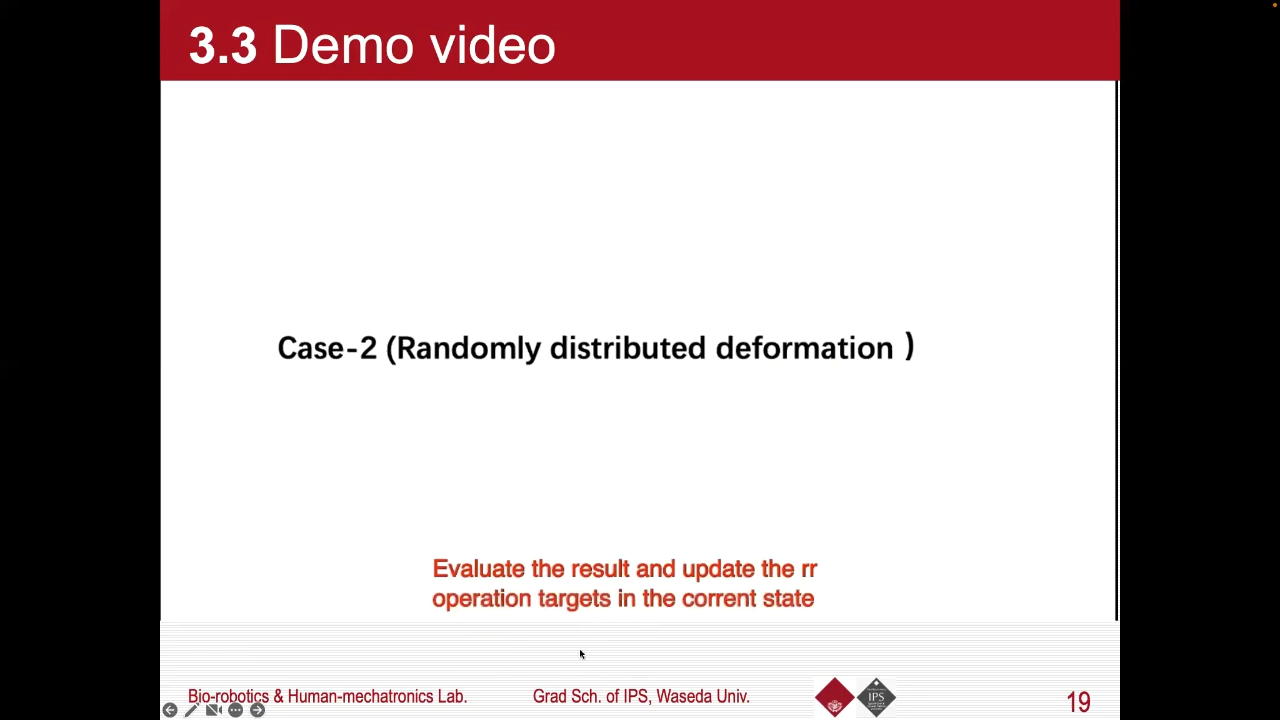 3.3 Demo video
Case-2 (Randomly distributed deformation )
Evaluate the result and update the rr
operation targets in the corrent state
Bio-robotics & Human-mechatronics Lab. Grad Sch. of IPS, Waseda Univ. IPS 19